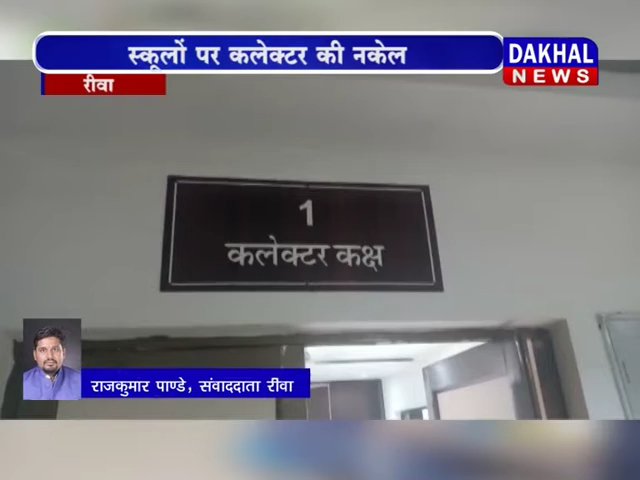 स्कूलों पर कलेक्टर की नकेल
DAKHAL
NEWS
रीवा
1
कलेक्टर कक्ष
राजकुमार पाण्डे, संवाददाता रीवा